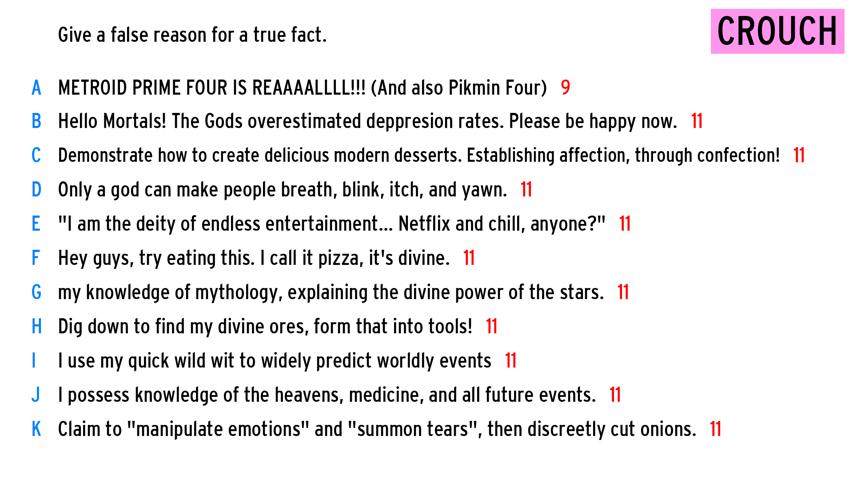 Give a false reason for a true fact.
CROUCH
A METROID PRIME FOUR IS REAAAALLLL!!! (And also Pikmin Four) 9
B Hello Mortals! The Gods overestimated deppresion rates. Please be happy now. 11
C Demonstrate how to create delicious modern desserts. Establishing affection, through confection! 11
D Only a god can make people breath, blink, itch, and yawn. 11
E "I am the deity of endless entertainment... Netflix and chill, anyone?" 11
F Hey guys, try eating this. I call it pizza, it's divine. 11
G my knowledge of mythology, explaining the divine power of the stars. 11
H Dig down to find my divine ores, form that into tools! 11
I I use my quick wild wit to widely predict worldly events 11
J I possess knowledge of the heavens, medicine, and all future events. 11
K Claim to "manipulate emotions" and "summon tears", then discreetly cut onions. 11